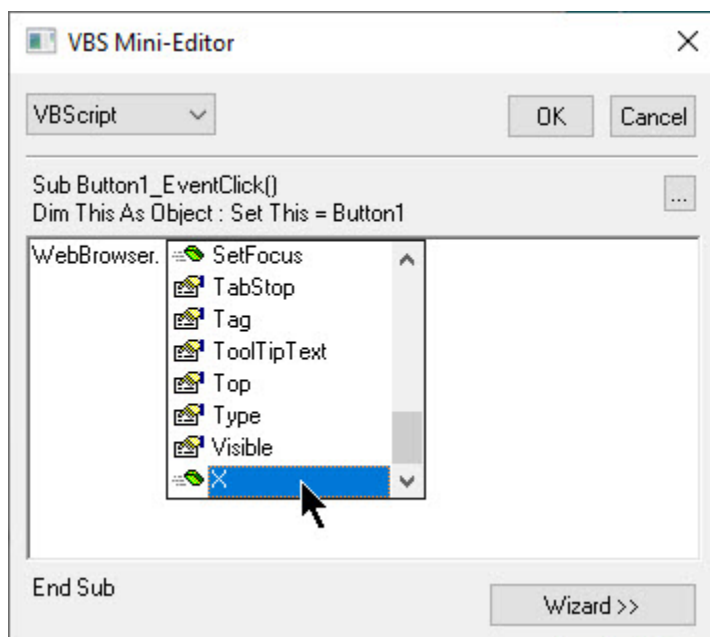 VBS Mini-Editor
VBScript
OK
Cancel
Sub Button1_EventClick()
Dim This As Object : Set This = Button1
...
WebBrowser.
SetFocus
TabStop
Tag
ToolTipText
Top
Type
Visible
X
End Sub
Wizard >>